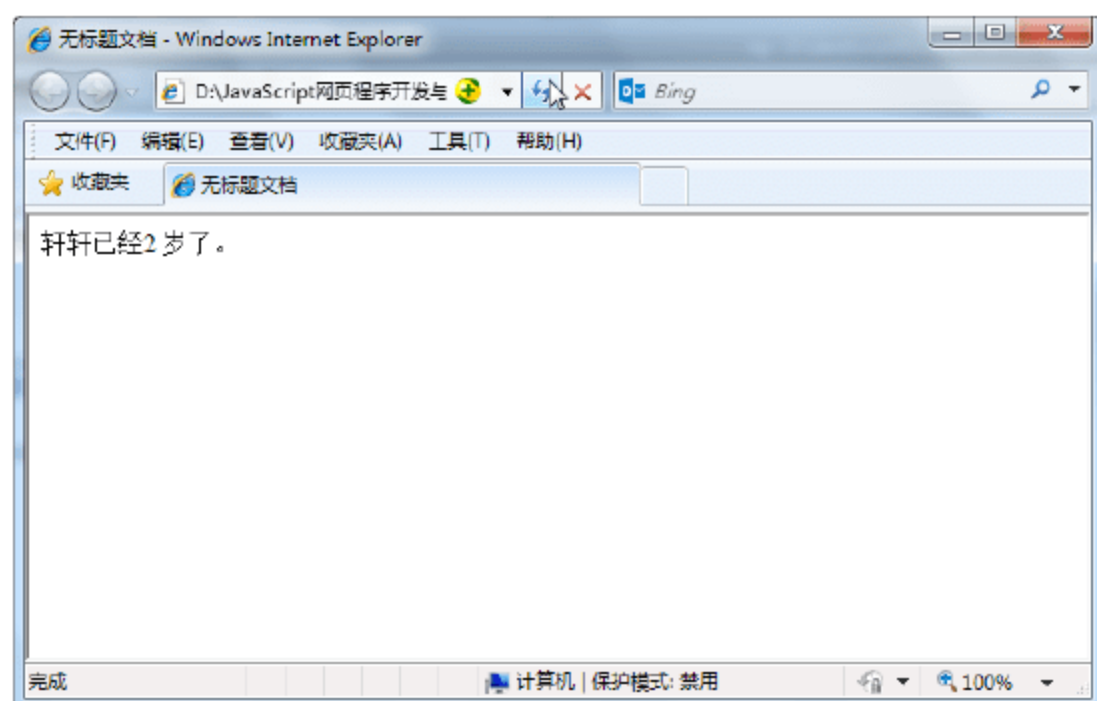 无标题文档 - Windows Internet Explorer
D:\JavaScript网页程序开发与 Bing
文件(F) 编辑(E) 查看(V) 收藏夹(A) 工具(T) 帮助(H)
收藏夹 无标题文档
轩轩已经2 岁了。
完成 计算机 | 保护模式: 禁用 100%